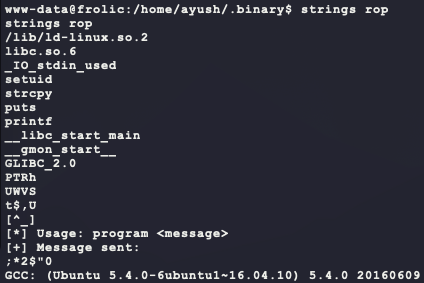 www-data@frolic:/home/ayush/.binary$ strings rop
strings rop
/lib/ld-linux.so.2
libc.so.6
_IO_stdin_used
setuid
strcpy
puts
printf
__libc_start_main
__gmon_start__
GLIBC_2.0
PTRh
UWVS
t$,U
[^_]
[*] Usage: program <message>
[+] Message sent:
;*2$"0
GCC: (Ubuntu 5.4.0-6ubuntu1~16.04.10) 5.4.0 20160609